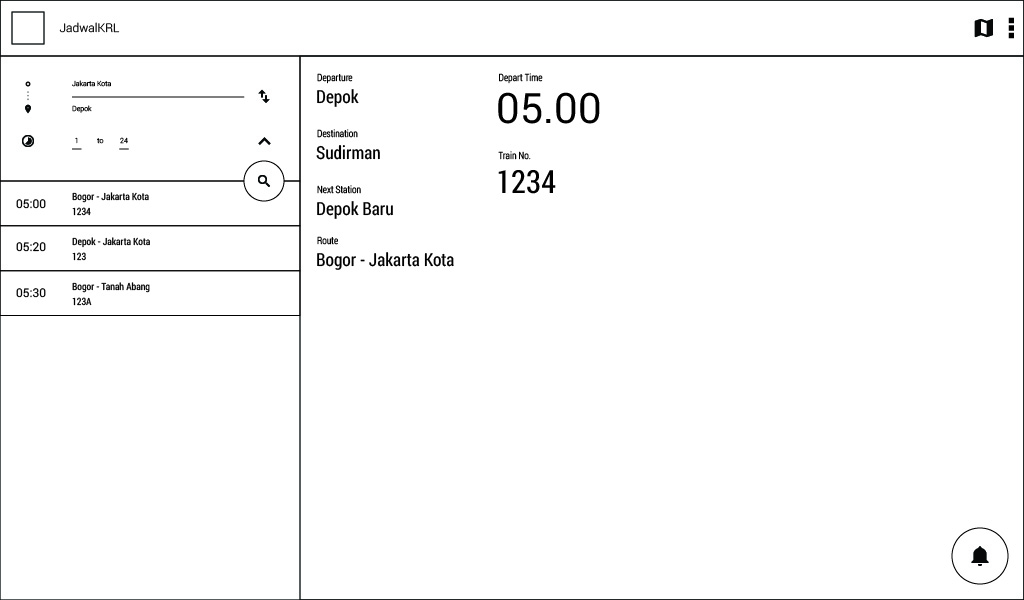 JadwalKRL
Jakarta Kota
Depok
1 to 24
05:00
Bogor - Jakarta Kota
1234
05:20
Depok - Jakarta Kota
123
05:30
Bogor - Tanah Abang
123A
Departure
Depok
Destination
Sudirman
Next Station
Depok Baru
Route
Bogor - Jakarta Kota
Depart Time
05.00
Train No.
1234